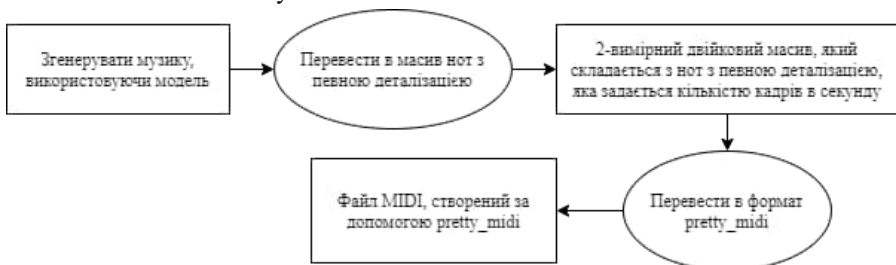 Згенерувати музику,
використовуючи модель
Перевести в масив нот з
певною деталізацією
2-вимірний двійковий масив, який
складається з нот з певною деталізацією,
яка задається кількістю кадрів в секунду
Файл MIDI, створений за
допомогою pretty_midi
Перевести в формат
pretty_midi